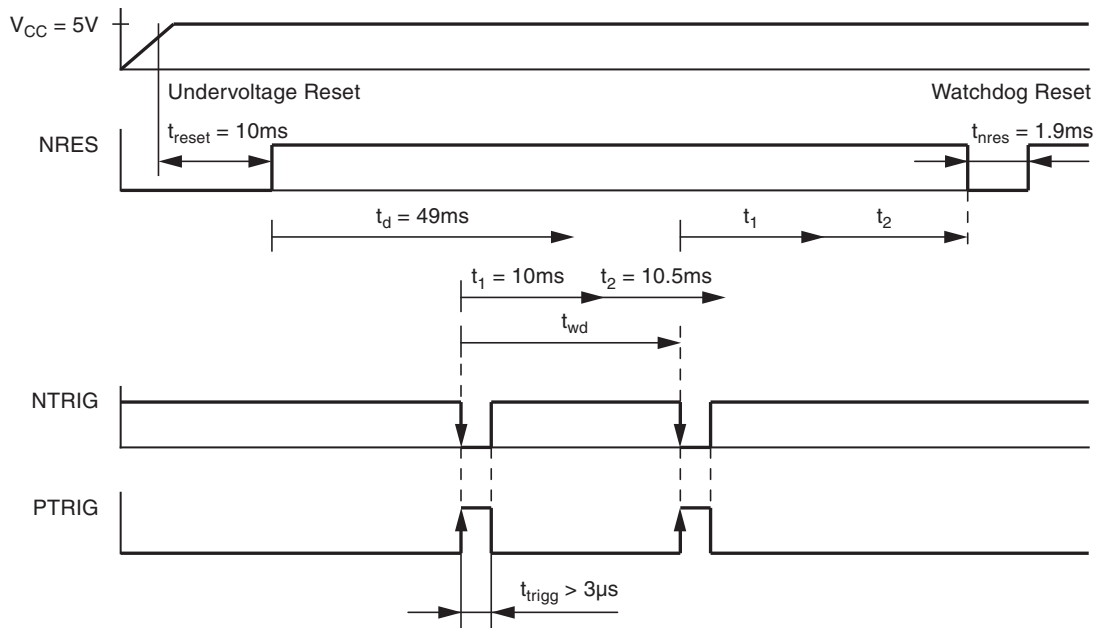 V_CC = 5V
Undervoltage Reset
Watchdog Reset
NRES
t_reset = 10ms
t_nres = 1.9ms
t_d = 49ms
t_1
t_2
t_1 = 10ms
t_2 = 10.5ms
t_wd
NTRIG
PTRIG
t_trigg > 3µs